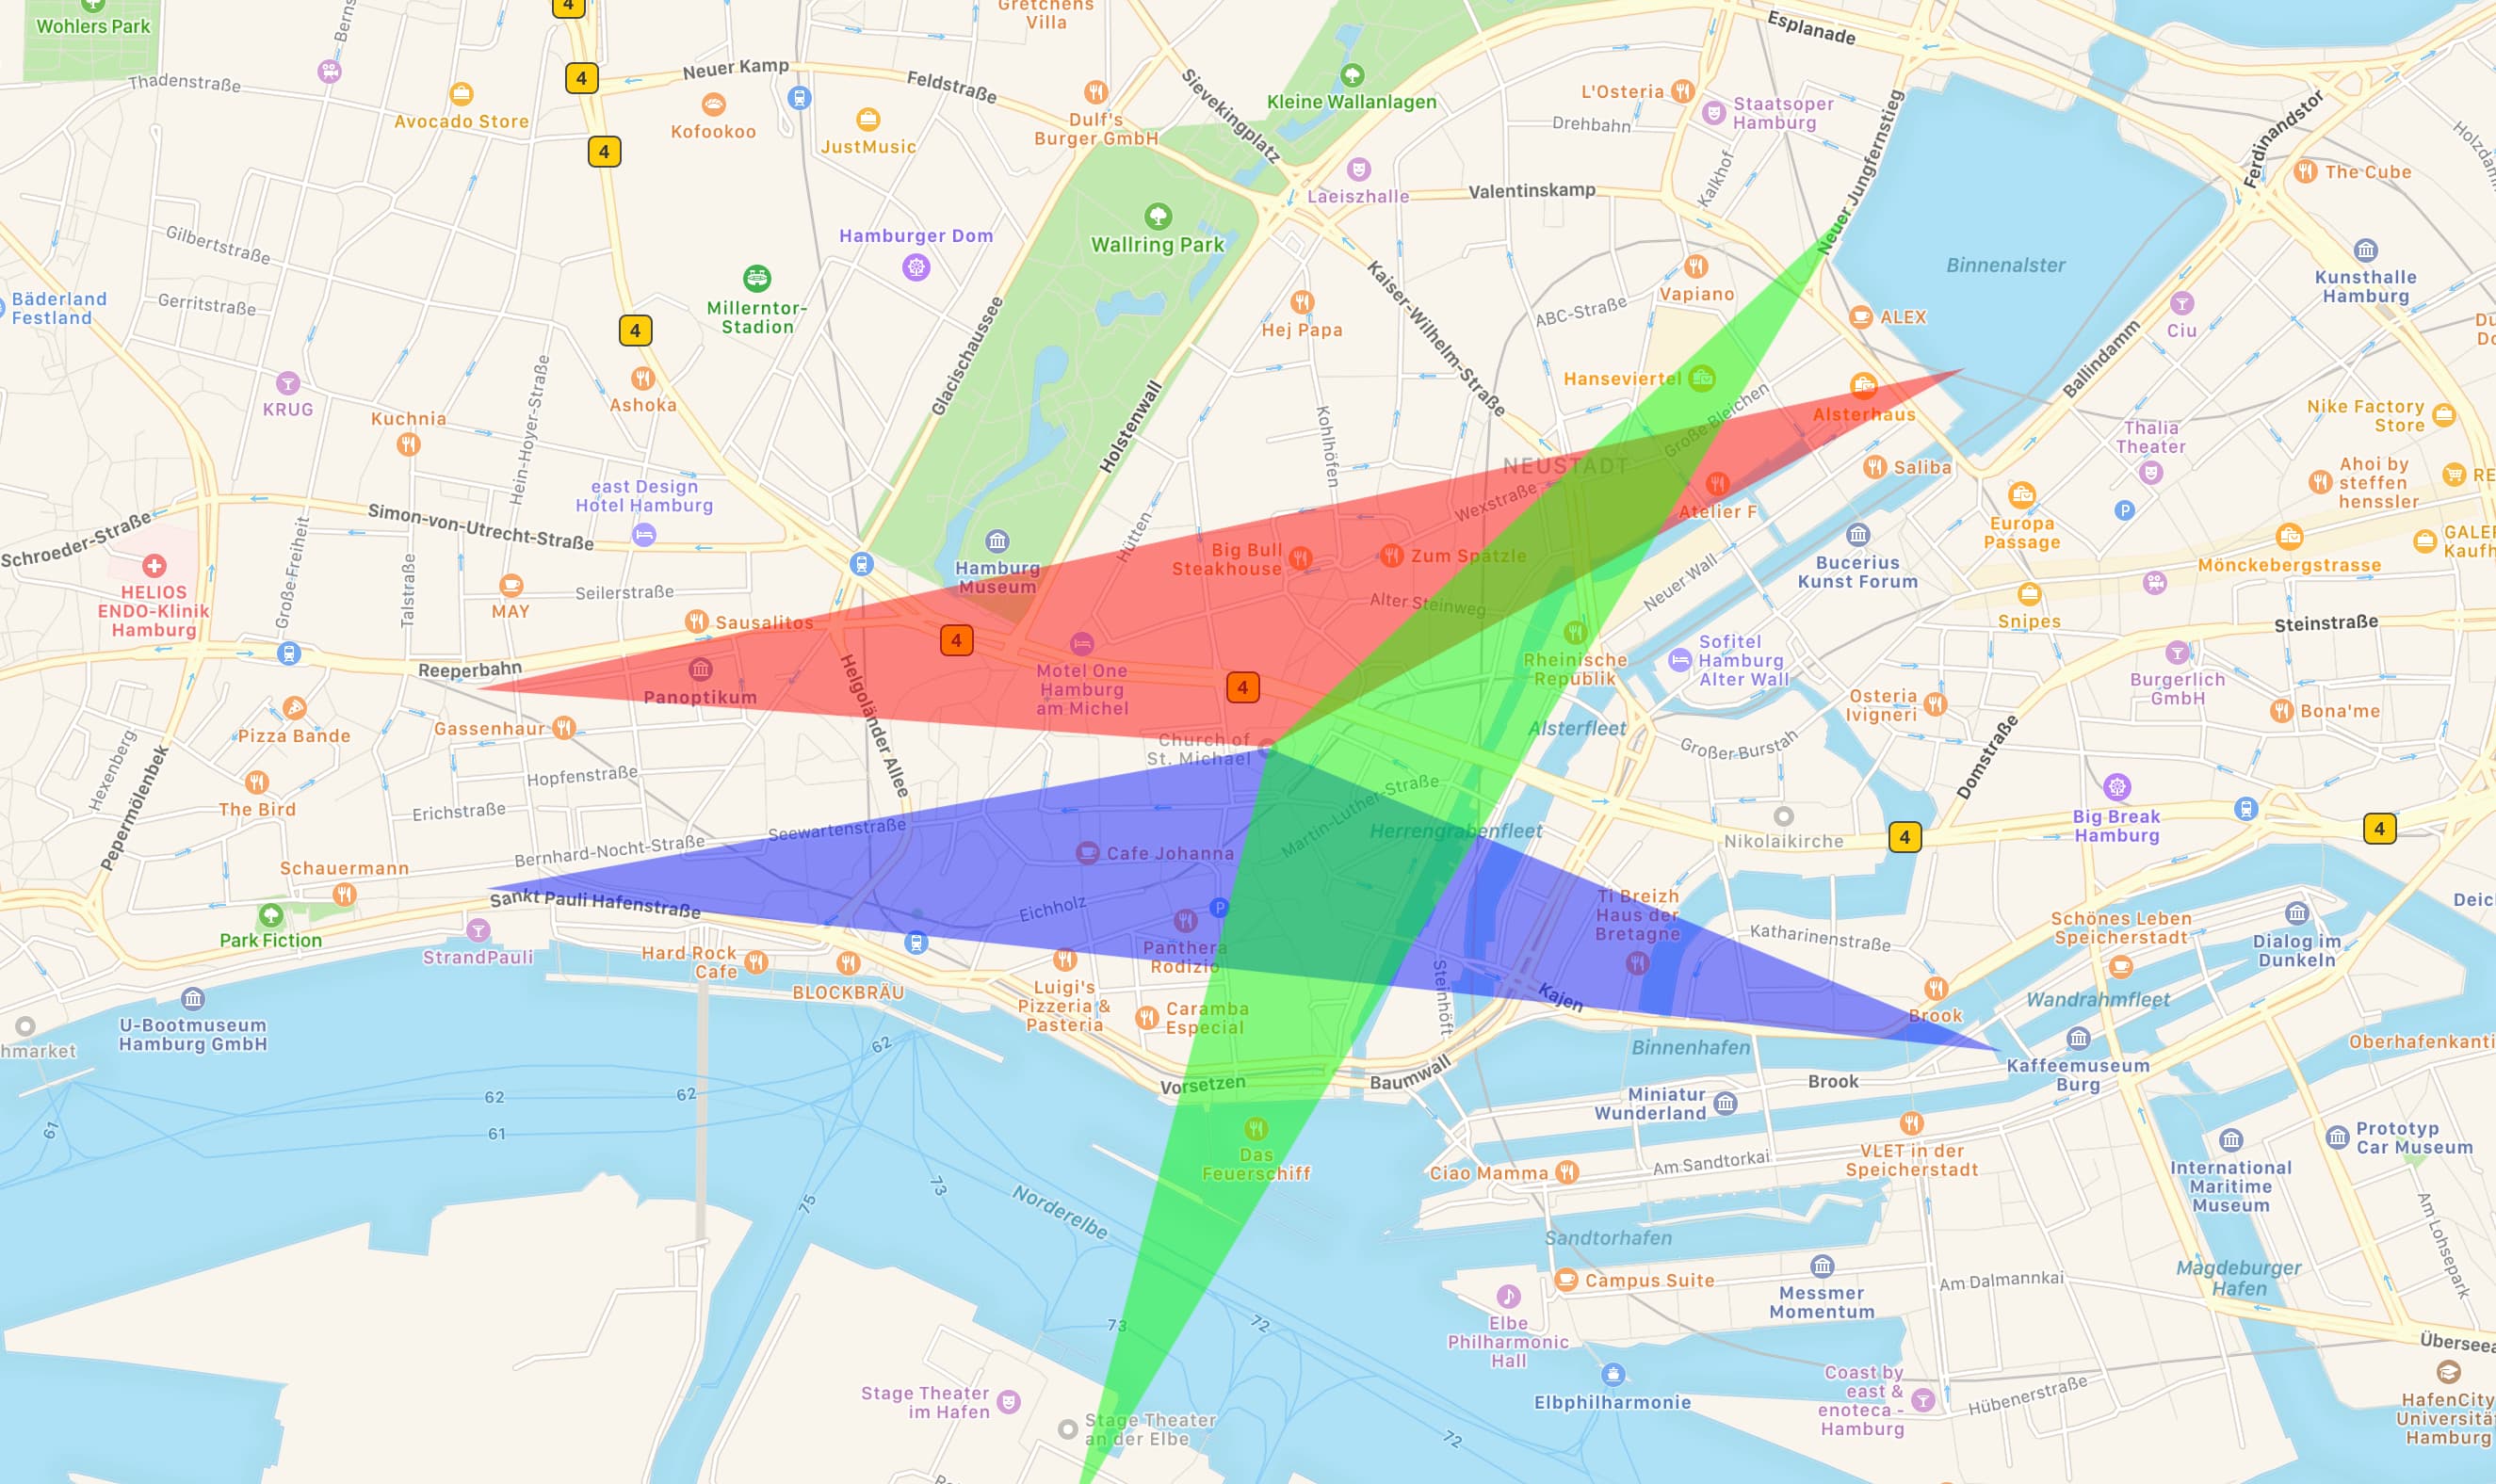 4
Gretchens
Villa
Esplanade
Wohlers Park
Berns
Thadenstraße
4
Neuer Kamp
Feldstraße
Sievekingplatz
Kleine Wallanlagen
L'Osteria
Staatsoper
Hamburg
Neuer Jungfernstieg
Ferdinandstor
Avocado Store
Kofookoo
JustMusic
Dulf's
Burger GmbH
Drehbahn
4
Laeiszhalle
Valentinskamp
Kalkhof
The Cube
Gilbertstraße
Hamburger Dom
Wallring Park
Kaiser-Wilhelm-Straße
Binnenalster
Kunsthalle
Hamburg
Bäderland
Festland
Gerritstraße
Millerntor-
Stadion
Glacischaussee
Hej Papa
ABC-Straße
Vapiano
ALEX
Ciu
Ballindamm
4
Hein-Hoyer-Straße
Holstenwall
KRUG
Kuchnia
Ashoka
Kohlhöfen
Hanseviertel
Große Bleichen
Alsterhaus
Nike Factory
Store
Thalia
Theater
NEUSTADT
Saliba
Ahoi by
steffen
henssler
RE
east Design
Hotel Hamburg
Wexstraße
Atelier F
Europa
Passage
Schroeder-Straße
Simon-von-Utrecht-Straße
Große Freiheit
Talstraße
Hütten
Big Bull
Steakhouse
Zum Spätzle
Bucerius
Kunst Forum
Mönckebergstrasse
P
GALER
Kaufh
HELIOS
ENDO-Klinik
Hamburg
MAY
Seilerstraße
Hamburg
Museum
Alter Steinweg
Neuer Wall
Snipes
Steinstraße
Sausalitos
4
Reeperbahn
Panoptikum
Helgoländer Allee
Motel One
Hamburg
am Michel
4
Rheinische
Republik
Sofitel
Hamburg
Alter Wall
Osteria
Ivigneri
Burgerlich
GmbH
Bona'me
Pizza Bande
Gassenhaur
Church of
St. Michael
Alsterfleet
Großer Burstah
Domstraße
Hexenberg
Pepermölenbek
The Bird
Hopfenstraße
Erichstraße
Seewartenstraße
Bernhard-Nocht-Straße
Martin-Luther-Straße
Herrengrabenfleet
Nikolaikirche
4
Big Break
Hamburg
4
Schauermann
Cafe Johanna
Sankt Pauli Hafenstraße
Eichholz
P
Ti Breizh
Haus der
Bretagne
Katharinenstraße
Schönes Leben
Speicherstadt
Dialog im
Dunkeln
Deic
Park Fiction
StrandPauli
Hard Rock
Cafe
BLOCKBRÄU
Panthera
Rodizio
Luigi's
Pizzeria &
Pasteria
Caramba
Especial
Steinhöft
Kajen
Brook
Wandrahmfleet
hmarket
U-Bootmuseum
Hamburg GmbH
62
Binnenhafen
Oberhafenkanti
Vorsetzen
Baumwall
Brook
Kaffeemuseum
Burg
62
62
61
61
Miniatur
Wunderland
Das
Feuerschiff
Ciao Mamma
Am Sandtorkai
VLET in der
Speicherstadt
International
Maritime
Museum
Prototyp
Car Museum
75
73
Norderelbe
Sandtorhafen
Am Lohsepark
Campus Suite
Messmer
Momentum
Am Dalmannkai
Magdeburger
Hafen
73
72
Elbe
Philharmonic
Hall
Übersee
Stage Theater
im Hafen
Stage Theater
an der Elbe
Elbphilharmonie
Coast by
east &
enoteca -
Hamburg
Hübenerstraße
HafenCity
Universitä
Hamburg
72